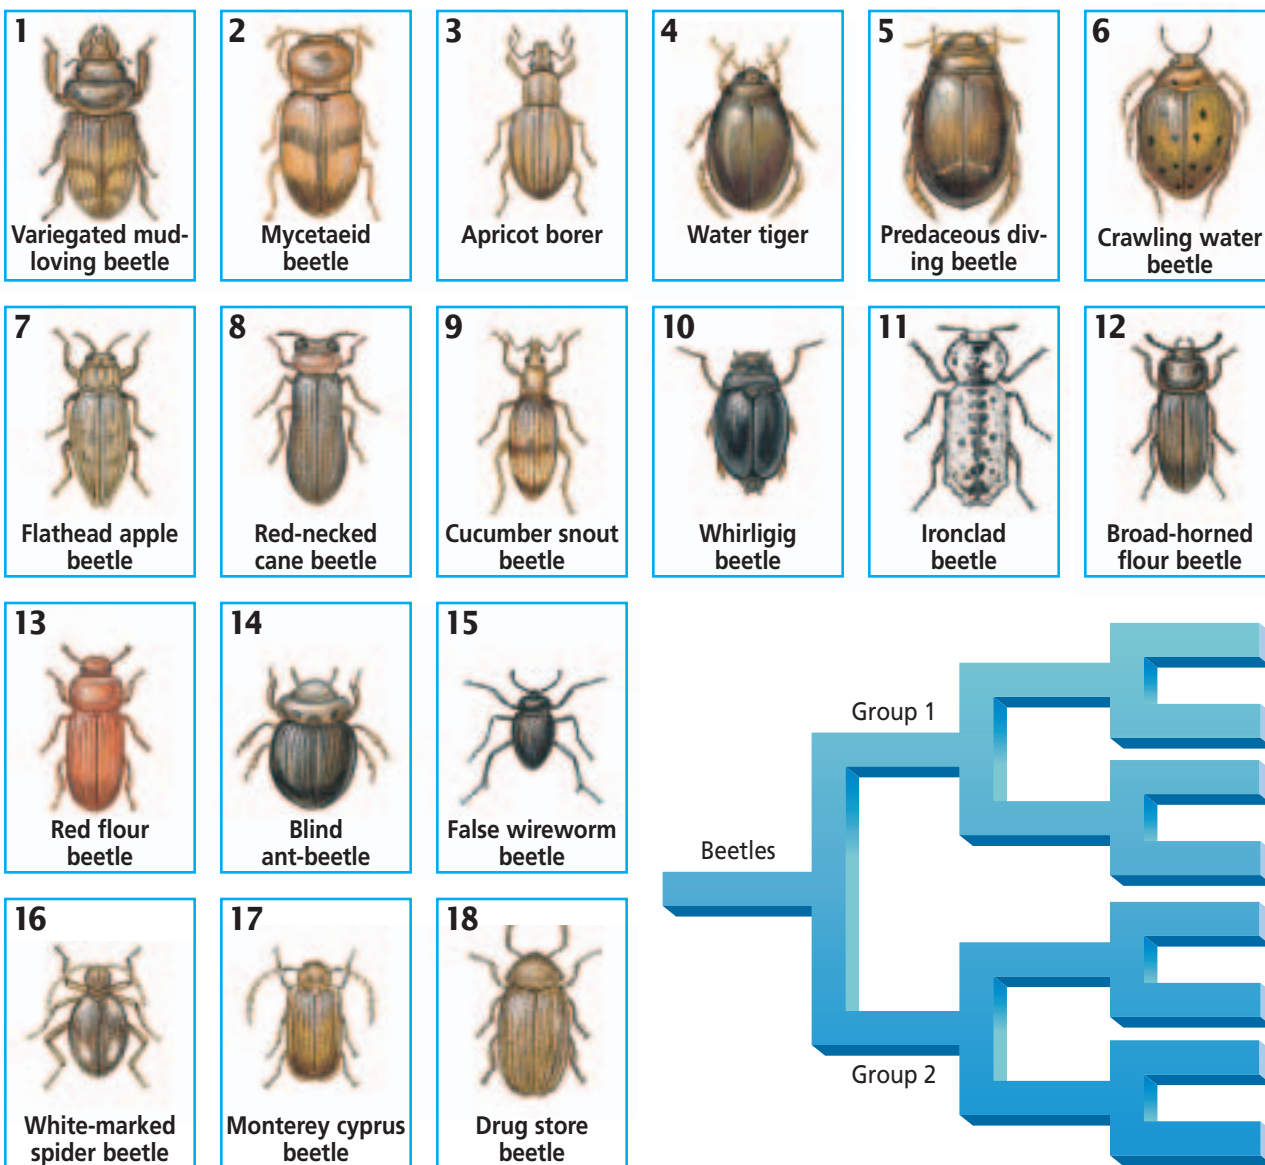 1
Variegated mud-
loving beetle
2
Mycetaeid
beetle
3
Apricot borer
4
Water tiger
5
Predaceous div-
ing beetle
6
Crawling water
beetle
7
Flathead apple
beetle
8
Red-necked
cane beetle
9
Cucumber snout
beetle
10
Whirligig
beetle
11
Ironclad
beetle
12
Broad-horned
flour beetle
13
Red flour
beetle
14
Blind
ant-beetle
15
False wireworm
beetle
16
White-marked
spider beetle
17
Monterey cyprus
beetle
18
Drug store
beetle
Beetles
Group 1
Group 2